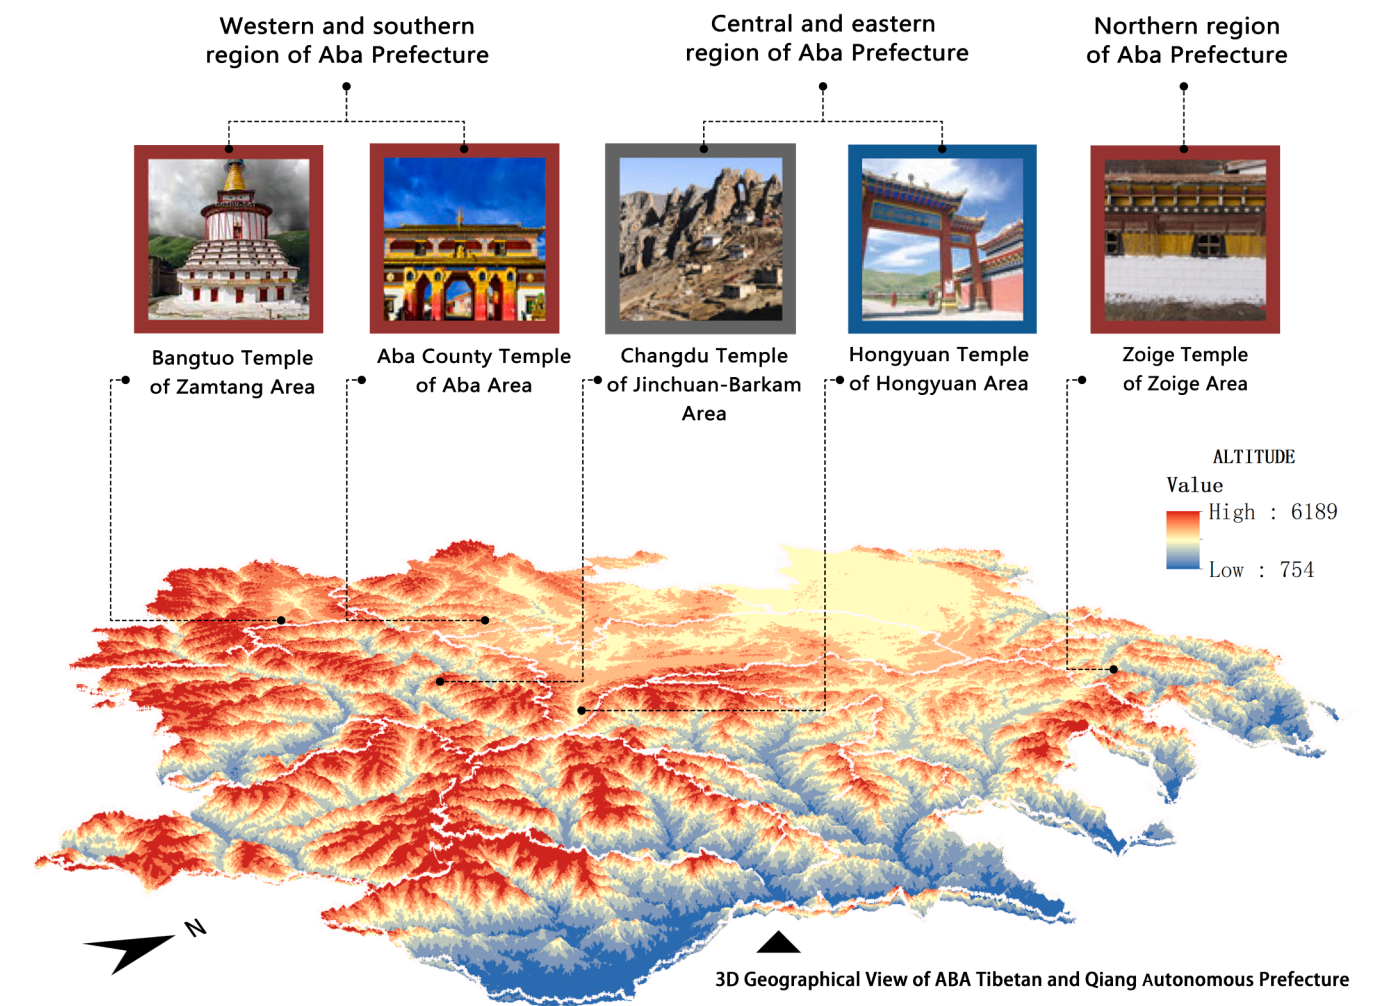 Western and southern
region of Aba Prefecture
Central and eastern
region of Aba Prefecture
Northern region
of Aba Prefecture
Bangtuo Temple
of Zamtang Area
Aba County Temple
of Aba Area
Changdu Temple
of Jinchuan-Barkam
Area
Hongyuan Temple
of Hongyuan Area
Zoige Temple
of Zoige Area
ALTITUDE
Value
High : 6189
Low : 754
N
3D Geographical View of ABA Tibetan and Qiang Autonomous Prefecture